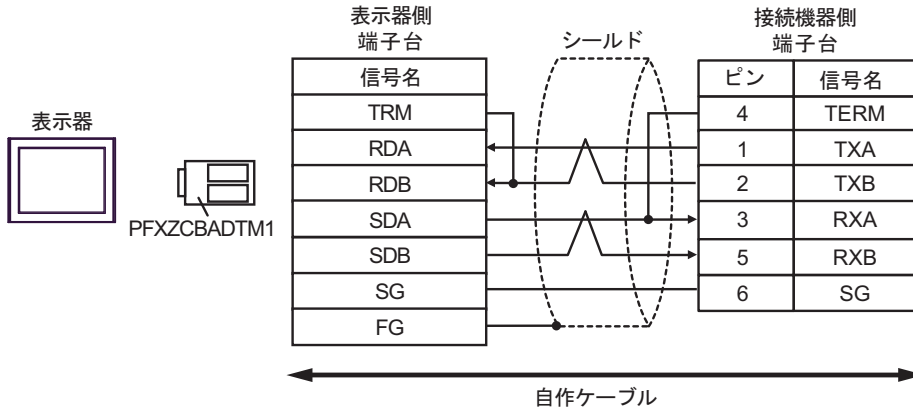 表示器
PFXZCBADTM1
表示器側
端子台
信号名
TRM
RDA
RDB
SDA
SDB
SG
FG
シールド
接続機器側
端子台
ピン 信号名
4 TERM
1 TXA
2 TXB
3 RXA
5 RXB
6 SG
自作ケーブル